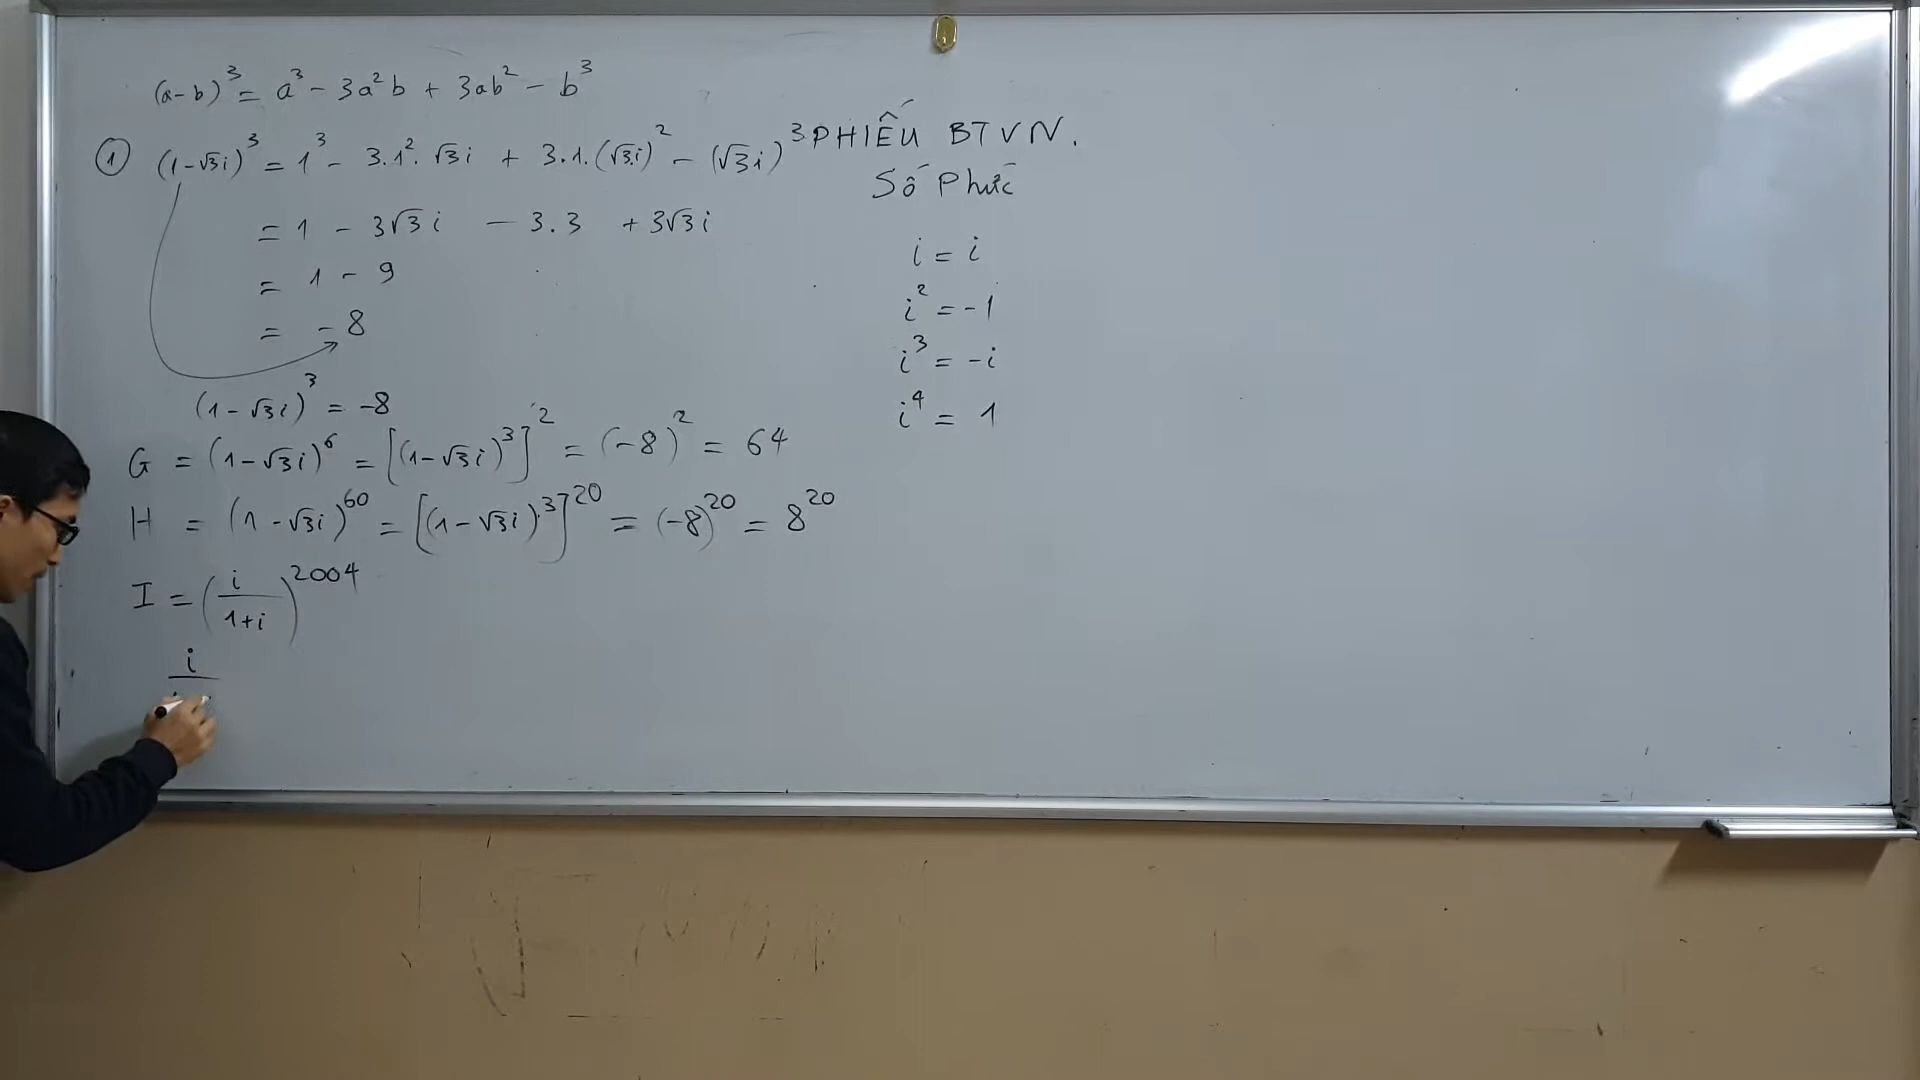 (a-b)³ = a³ - 3a²b + 3ab² - b³
① (1-√3i)³ = 1³ - 3.1².√3i + 3.1.(√3i)² - (√3i)³
= 1 - 3√3i - 3.3 + 3√3i
= 1 - 9
= -8
(1-√3i)³ = -8
G = (1-√3i)⁶ = [(1-√3i)³]² = (-8)² = 64
H = (1-√3i)⁶⁰ = [(1-√3i)³]²⁰ = (-8)²⁰ = 8²⁰
I = (i/(1+i))²⁰⁰⁴
i
PHIẾU BTVN.
Số Phức
i = i
i² = -1
i³ = -i
i⁴ = 1